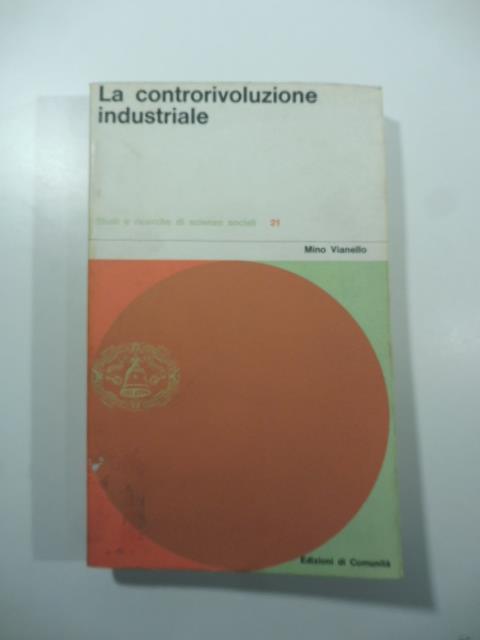 La controrivoluzione
industriale
Studi e ricerche di scienze sociali 21
Mino Vianello
Edizioni di Comunità